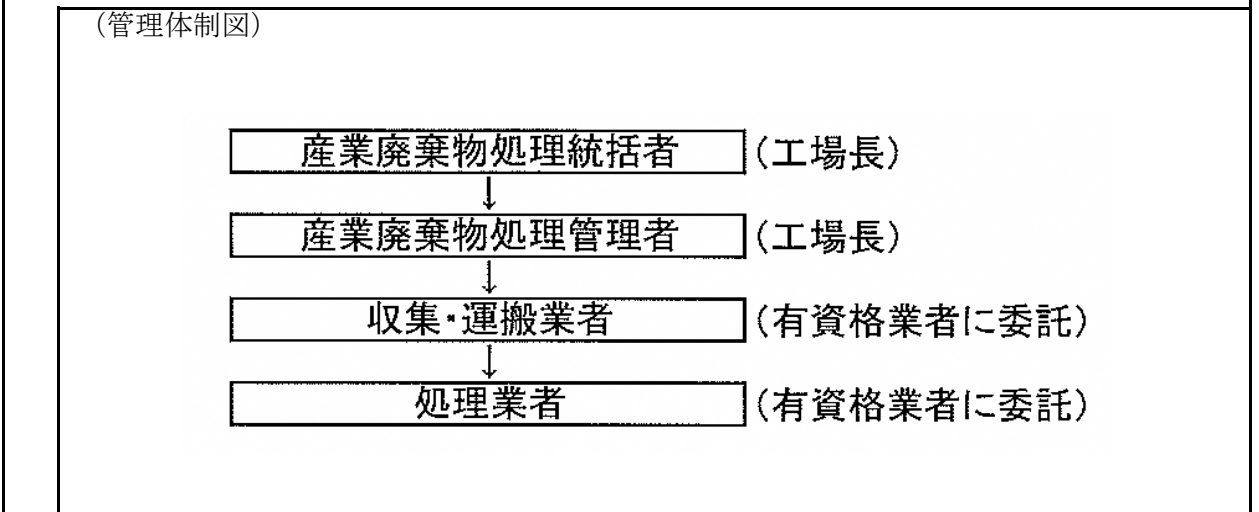 （管理体制図）
産業廃棄物処理統括者 （工場長）
↓
産業廃棄物処理管理者 （工場長）
↓
収集・運搬業者 （有資格業者に委託）
↓
処理業者 （有資格業者に委託）